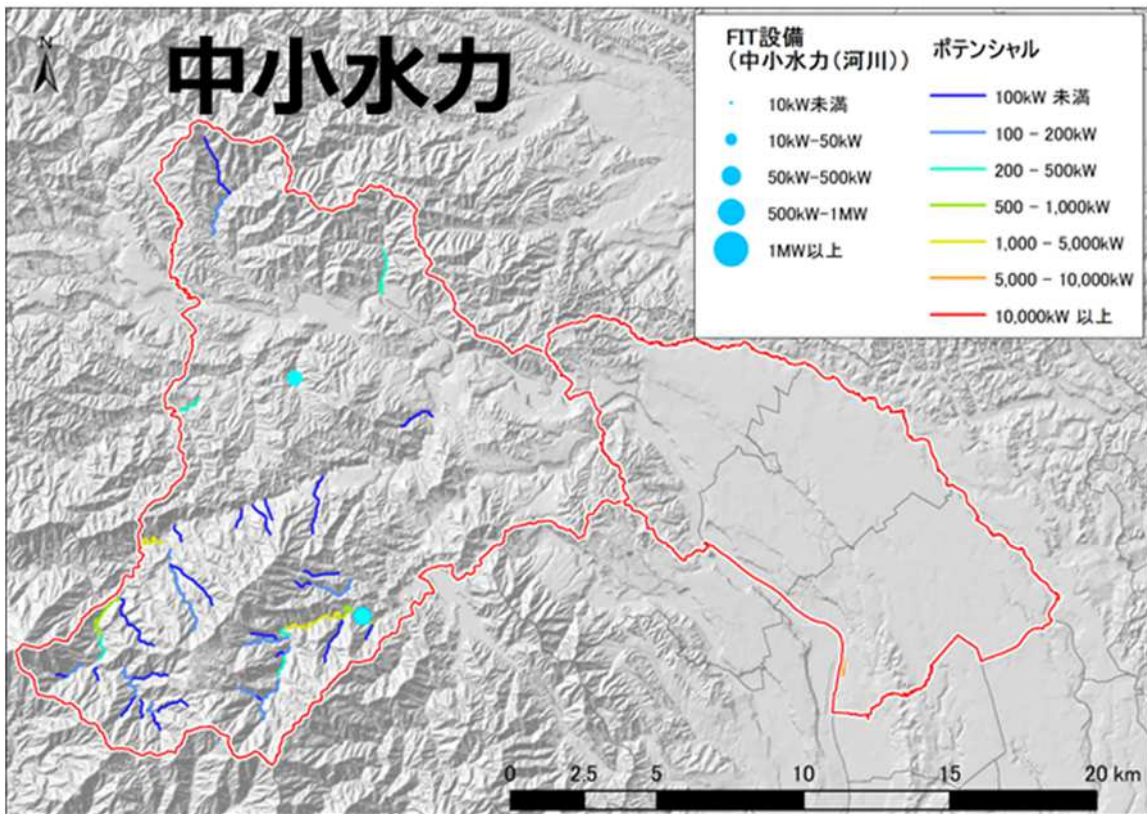 N
中小水力
FIT設備
(中小水力(河川))
10kW未満
10kW-50kW
50kW-500kW
500kW-1MW
1MW以上
ポテンシャル
100kW 未満
100 - 200kW
200 - 500kW
500 - 1,000kW
1,000 - 5,000kW
5,000 - 10,000kW
10,000kW 以上
0 2.5 5 10 15 20 km